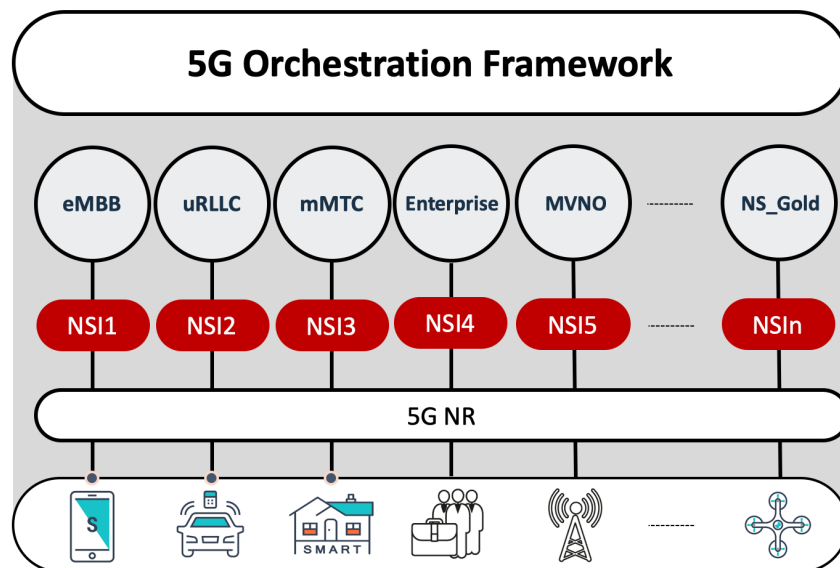 5G Orchestration Framework
eMBB uRLLC mMTC Enterprise MVNO NS_Gold
NSI1 NSI2 NSI3 NSI4 NSI5 NSIn
5G NR
S
SMART